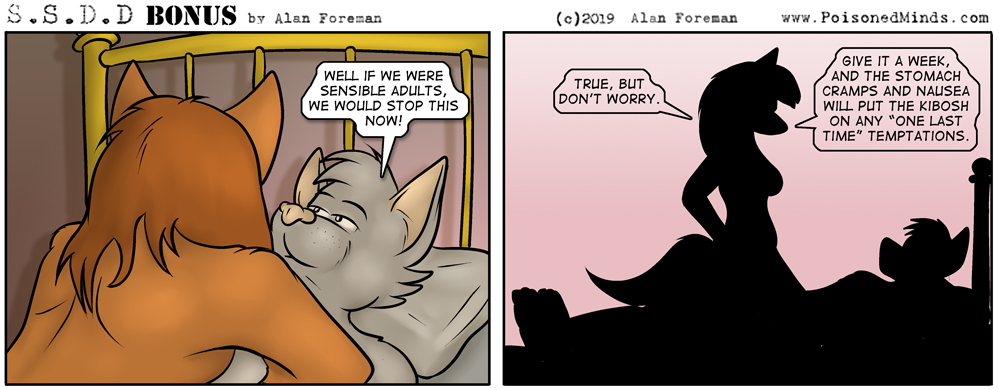 S.S.D.D BONUS by Alan Foreman (c)2019 Alan Foreman www.PoisonedMinds.com
WELL IF WE WERE
SENSIBLE ADULTS,
WE WOULD STOP THIS
NOW!
TRUE, BUT
DON'T WORRY.
GIVE IT A WEEK,
AND THE STOMACH
CRAMPS AND NAUSEA
WILL PUT THE KIBOSH
ON ANY "ONE LAST
TIME" TEMPTATIONS.